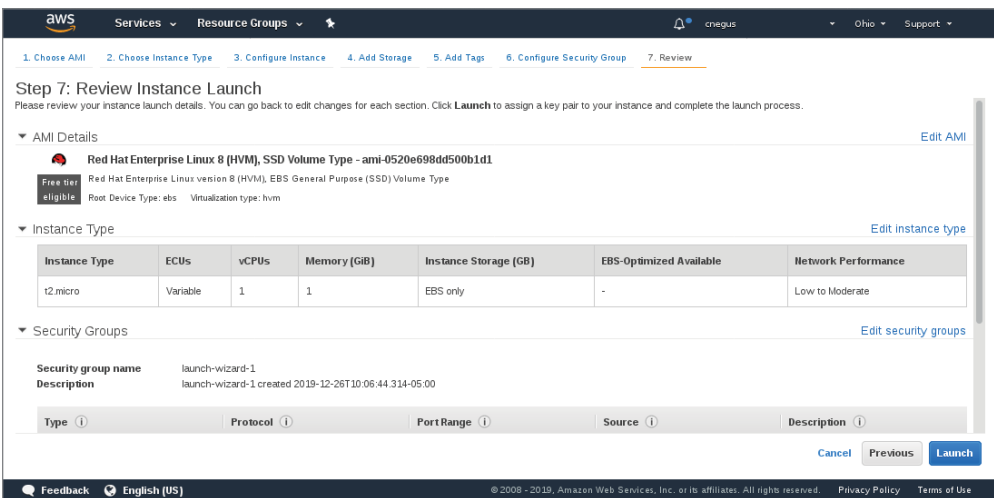 aws Services Resource Groups cnegus Ohio Support
1. Choose AMI 2. Choose Instance Type 3. Configure Instance 4. Add Storage 5. Add Tags 6. Configure Security Group 7. Review
Step 7: Review Instance Launch
Please review your instance launch details. You can go back to edit changes for each section. Click Launch to assign a key pair to your instance and complete the launch process.
AMI Details Edit AMI
Red Hat Enterprise Linux 8 (HVM), SSD Volume Type - ami-0520e698dd500b1d1
Free tier eligible
Red Hat Enterprise Linux version 8 (HVM), EBS General Purpose (SSD) Volume Type
Root Device Type: ebs Virtualization type: hvm
Instance Type Edit instance type
Instance Type ECUs vCPUs Memory (GiB) Instance Storage (GB) EBS-Optimized Available Network Performance
t2.micro Variable 1 1 EBS only - Low to Moderate
Security Groups Edit security groups
Security group name launch-wizard-1
Description launch-wizard-1 created 2019-12-26T10:06:44.314-05:00
Type Protocol Port Range Source Description
Cancel Previous Launch
Feedback English (US) © 2008 - 2019, Amazon Web Services, Inc. or its affiliates. All rights reserved. Privacy Policy Terms of Use